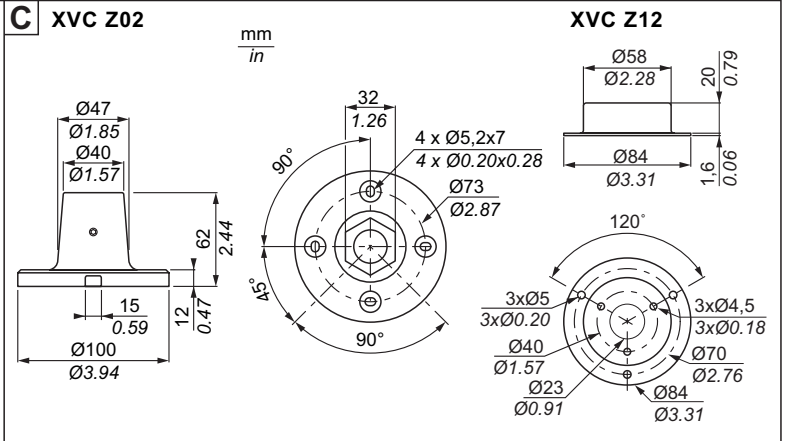 C XVC Z02
mm
in
Ø47
Ø1.85
Ø40
Ø1.57
62
2.44
12
0.47
15
0.59
Ø100
Ø3.94
32
1.26
90°
4 x Ø5,2x7
4 x Ø0.20x0.28
Ø73
Ø2.87
45°
90°
XVC Z12
Ø58
Ø2.28
20
0.79
Ø84
Ø3.31
1,6
0.06
120°
3xØ5
3xØ0.20
3xØ4,5
3xØ0.18
Ø40
Ø1.57
Ø70
Ø2.76
Ø23
Ø0.91
Ø84
Ø3.31